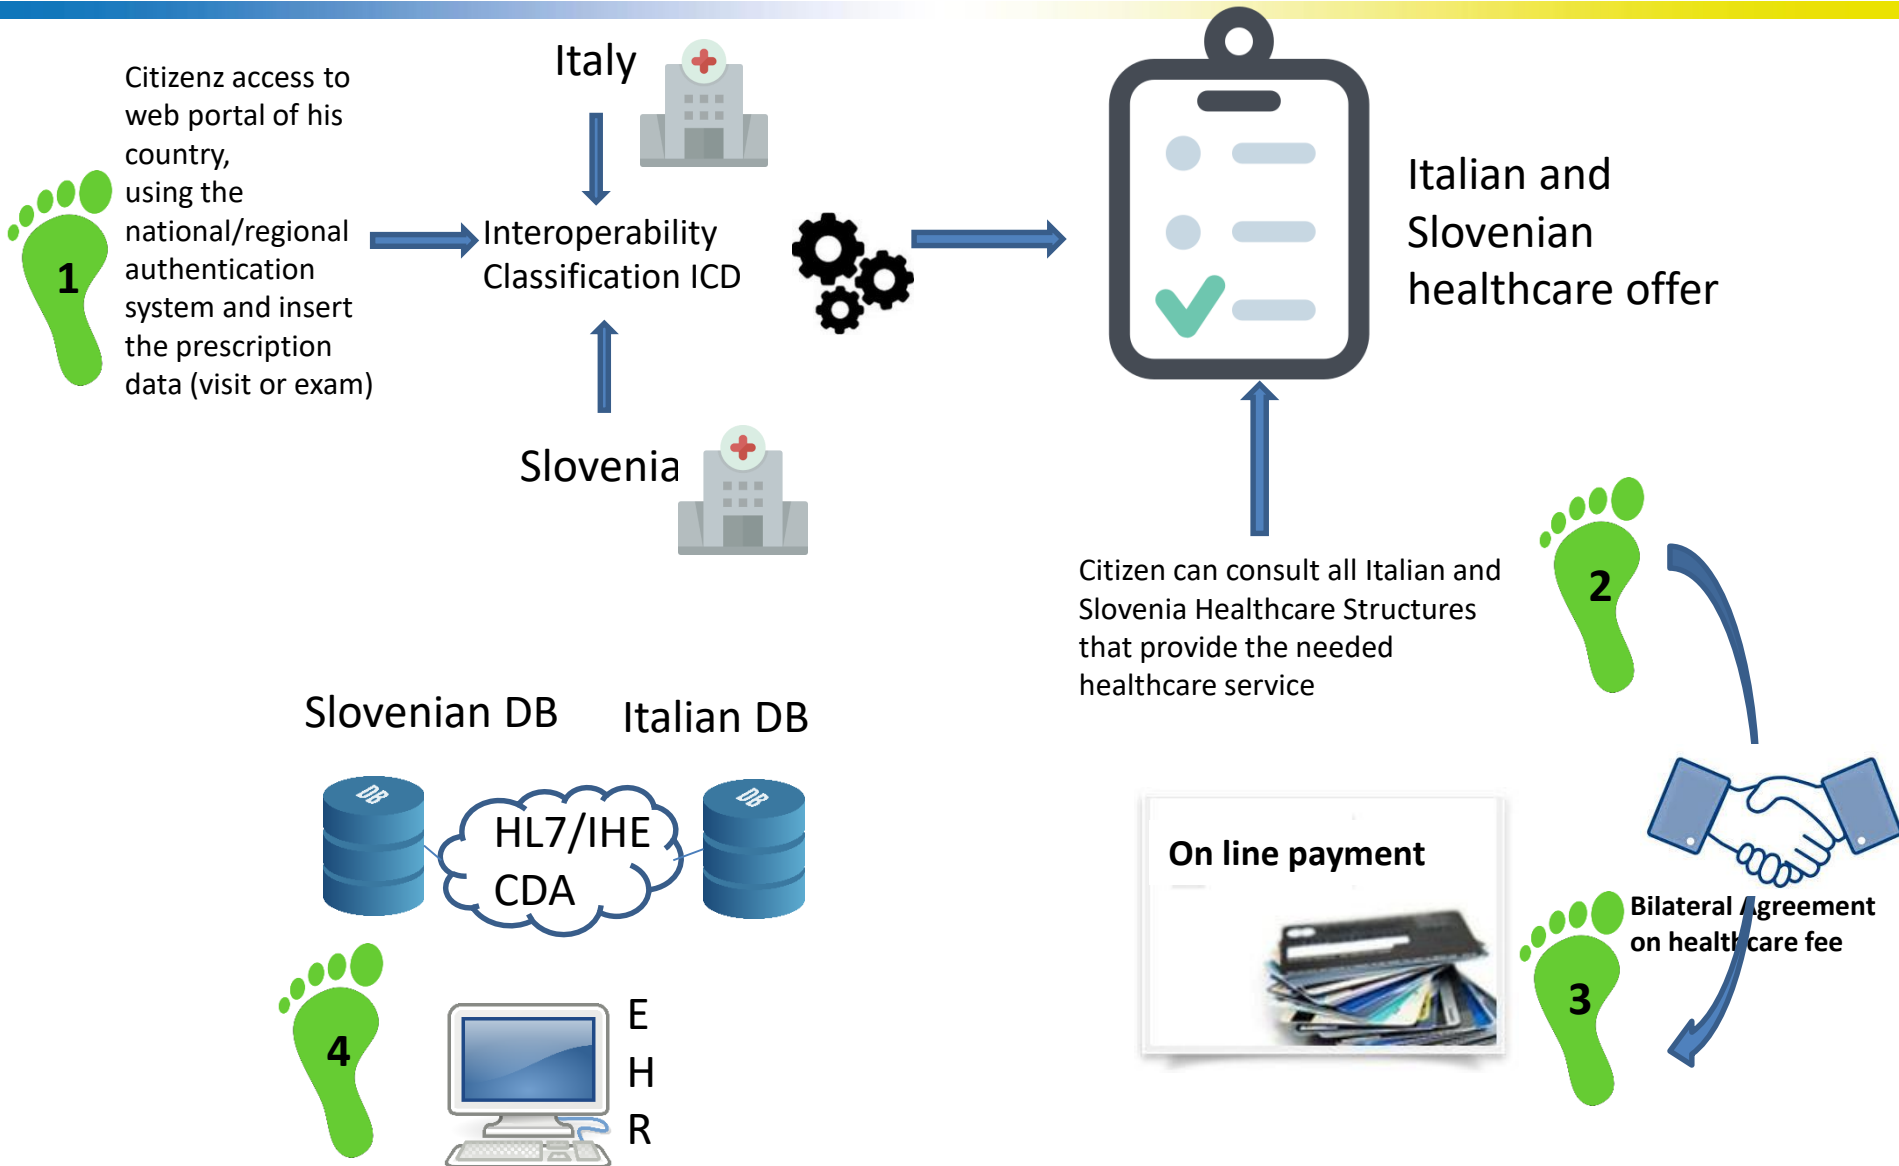 Citizenz access to
web portal of his
country,
using the
national/regional
authentication
system and insert
the prescription
data (visit or exam)
1
Italy
Interoperability
Classification ICD
Slovenia
Italian and
Slovenian
healthcare offer
Citizen can consult all Italian and
Slovenia Healthcare Structures
that provide the needed
healthcare service
2
Bilateral Agreement
on healthcare fee
3
On line payment
Slovenian DB
Italian DB
DB
HL7/IHE
CDA
DB
4
E
H
R